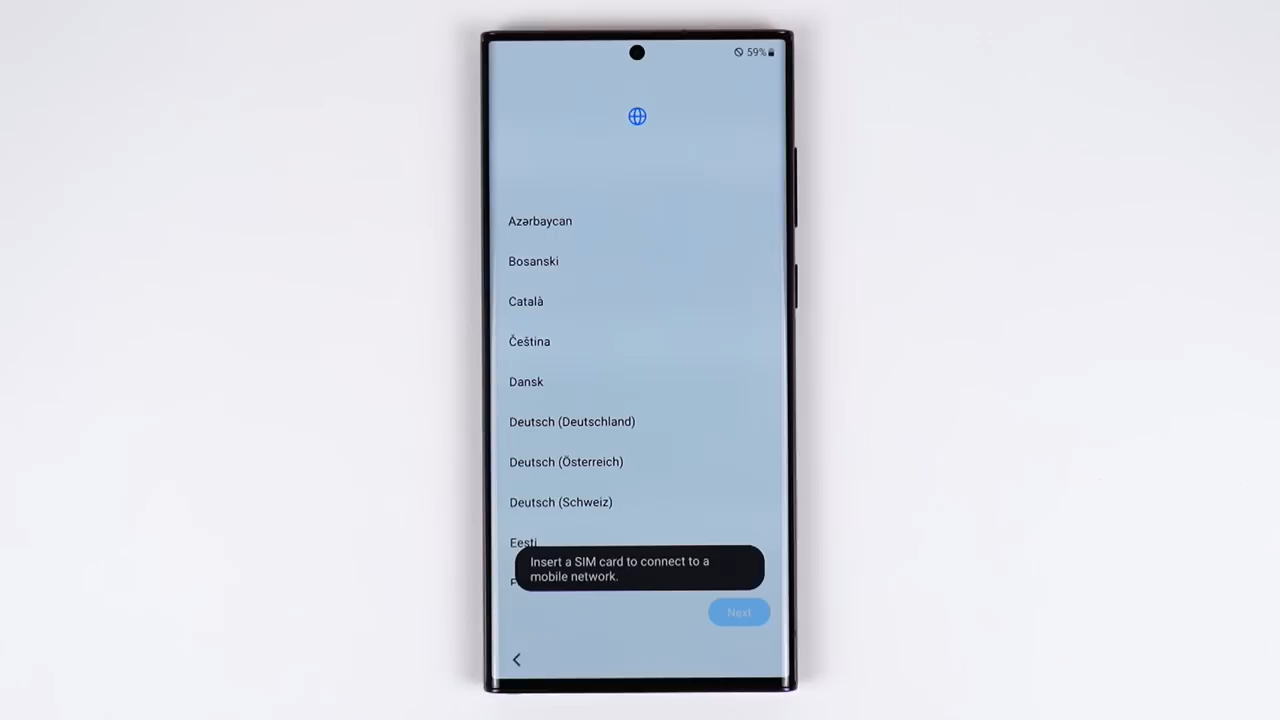 59%
Azərbaycan
Bosanski
Català
Čeština
Dansk
Deutsch (Deutschland)
Deutsch (Österreich)
Deutsch (Schweiz)
Eesti
Insert a SIM card to connect to a
mobile network.
Next